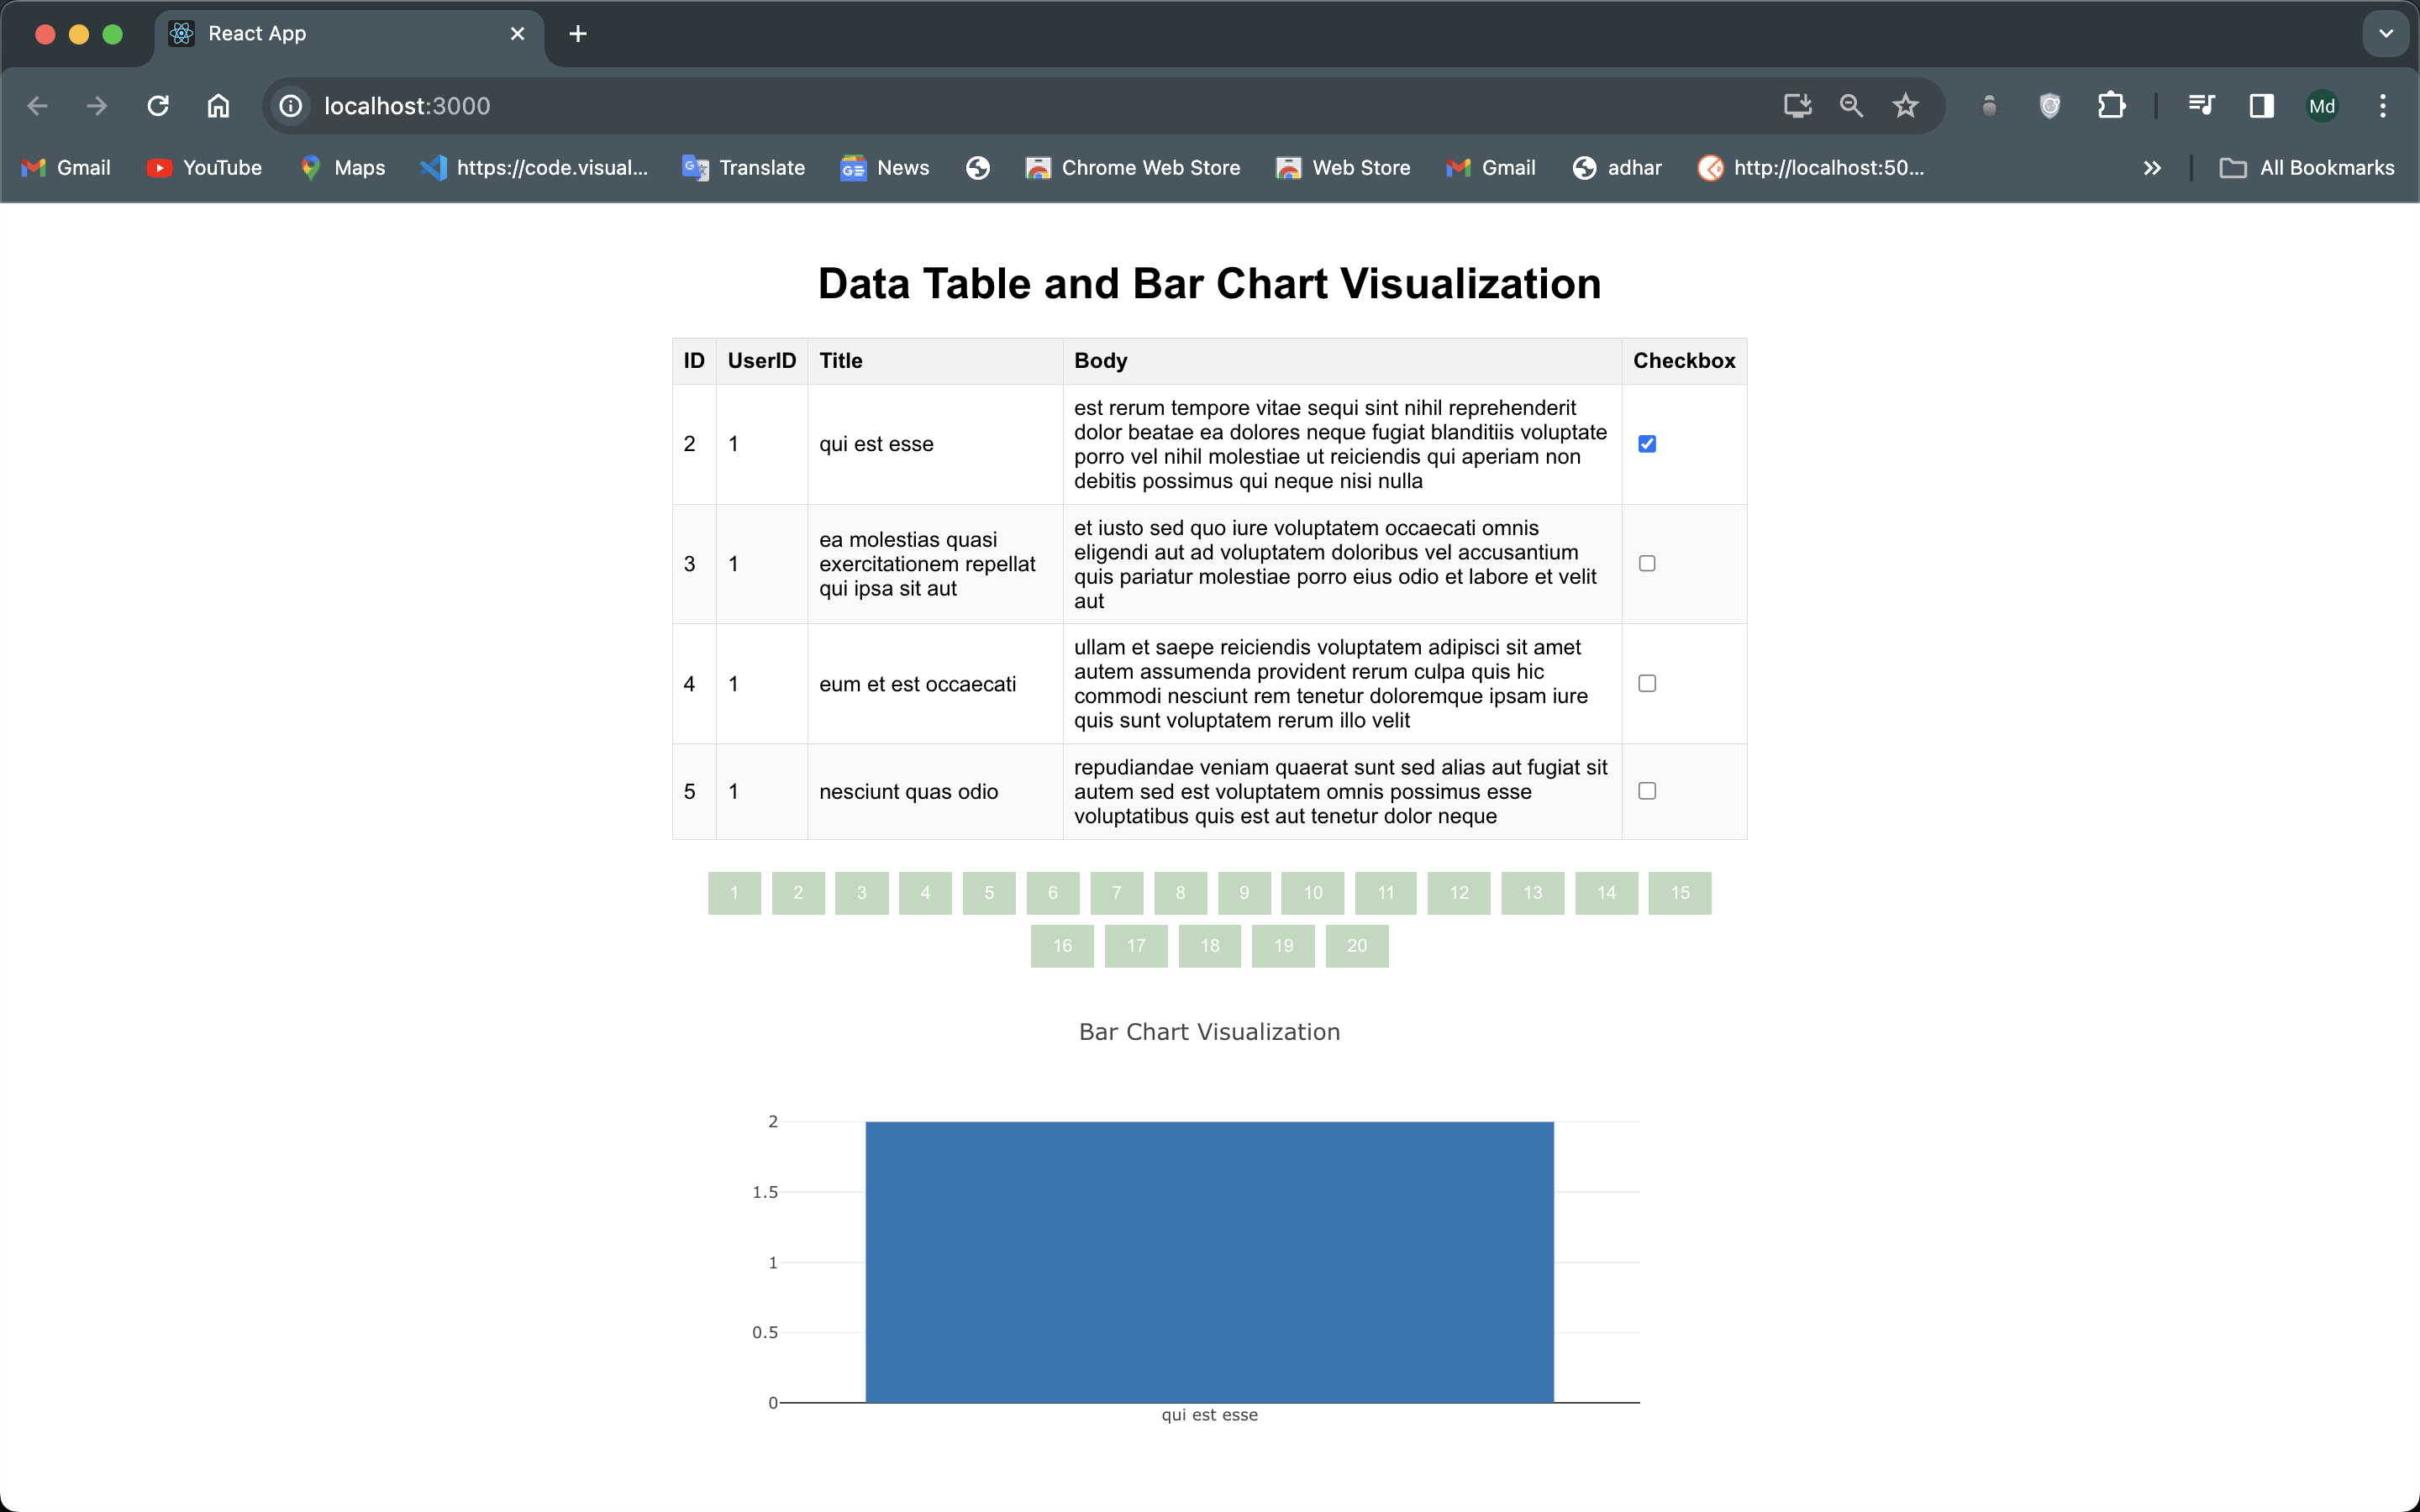 React App
localhost:3000
Md
Gmail YouTube Maps https://code.visual... Translate News Chrome Web Store Web Store Gmail adhar http://localhost:50... All Bookmarks
Data Table and Bar Chart Visualization
ID UserID Title Body Checkbox
2 1 qui est esse
est rerum tempore vitae sequi sint nihil reprehenderit
dolor beatae ea dolores neque fugiat blanditiis voluptate
porro vel nihil molestiae ut reiciendis qui aperiam non
debitis possimus qui neque nisi nulla
3 1
ea molestias quasi
exercitationem repellat
qui ipsa sit aut
et iusto sed quo iure voluptatem occaecati omnis
eligendi aut ad voluptatem doloribus vel accusantium
quis pariatur molestiae porro eius odio et labore et velit
aut
4 1 eum et est occaecati
ullam et saepe reiciendis voluptatem adipisci sit amet
autem assumenda provident rerum culpa quis hic
commodi nesciunt rem tenetur doloremque ipsam iure
quis sunt voluptatem rerum illo velit
5 1 nesciunt quas odio
repudiandae veniam quaerat sunt sed alias aut fugiat sit
autem sed est voluptatem omnis possimus esse
voluptatibus quis est aut tenetur dolor neque
1 2 3 4 5 6 7 8 9 10 11 12 13 14 15
16 17 18 19 20
Bar Chart Visualization
2
1.5
1
0.5
0
qui est esse